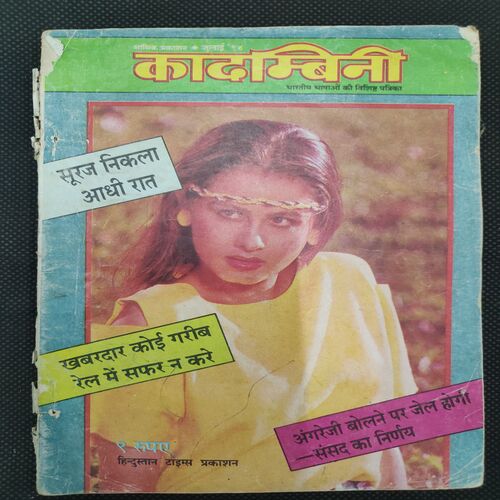 मासिक प्रकाशन • जुलाई
कादम्बिनी
भारतीय भाषाओं की विशिष्ट पत्रिका
सूरज निकला
आधी रात
खबरदार कोई गरीब
रेल में सफर न करे
अंगरेजी बोलने पर जेल होगी
—संसद का निर्णय
९ रुपए
हिन्दुस्तान टाइम्स प्रकाशन